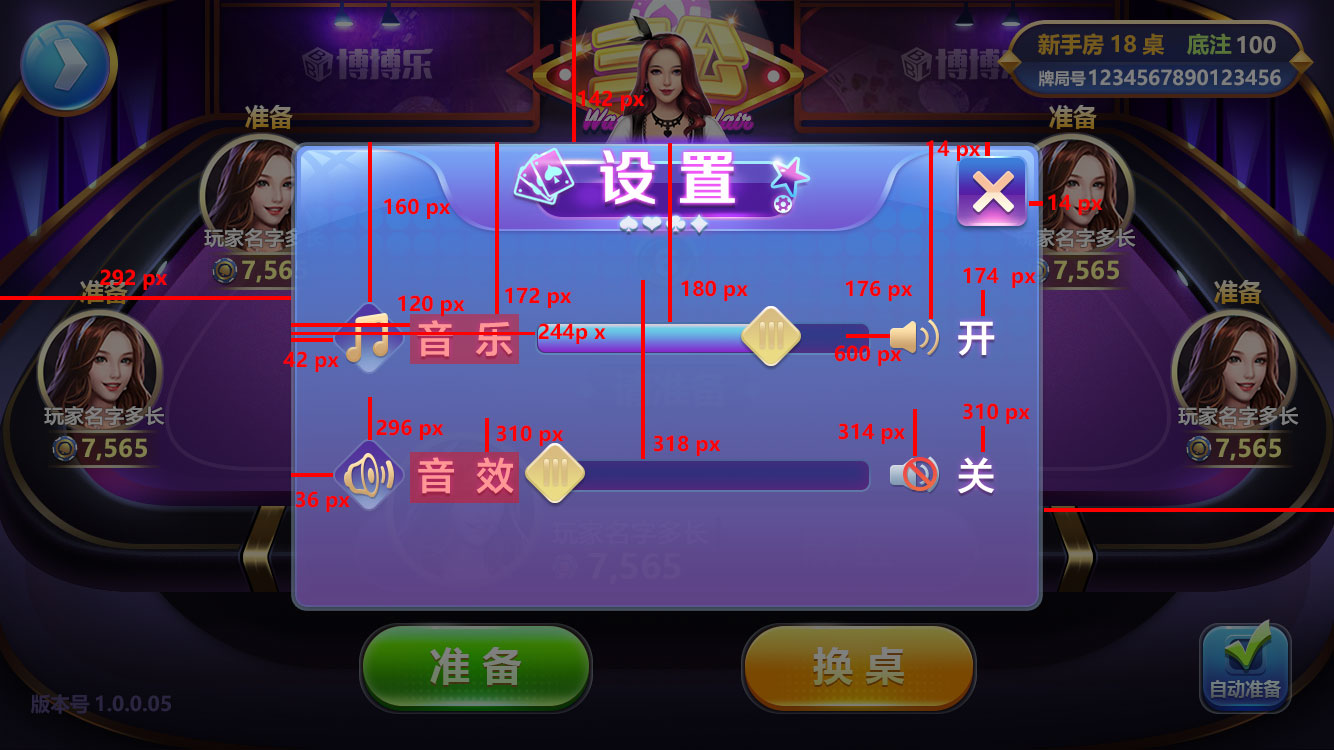 博博乐
三公
博博
新手房 18 桌 底注 100
牌局号1234567890123456
142 px
准备
准备
设 置
14 px
14 px
160 px
玩家名字多
7,565
玩家名字多长
7,565
292 px
准备
准备
120 px
172 px
180 px
176 px
174 px
音 乐
244p x
开
42 px
600 px
296 px
310 px
318 px
314 px
310 px
音 效
关
36 px
玩家名字多长
7,565
玩家名字多长
7,565
玩家名字多长
7,565
准 备
换 桌
自动准备
版本号 1.0.0.05